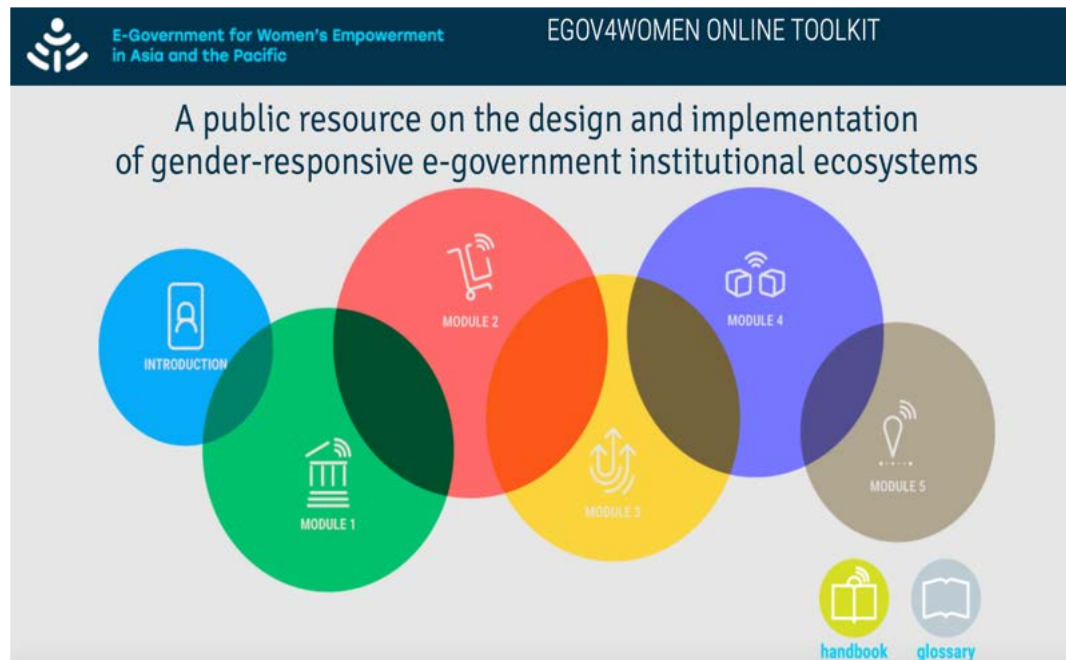 E-Government for Women's Empowerment
in Asia and the Pacific
EGOV4WOMEN ONLINE TOOLKIT
A public resource on the design and implementation
of gender-responsive e-government institutional ecosystems
INTRODUCTION
MODULE 1
MODULE 2
MODULE 3
MODULE 4
MODULE 5
handbook
glossary